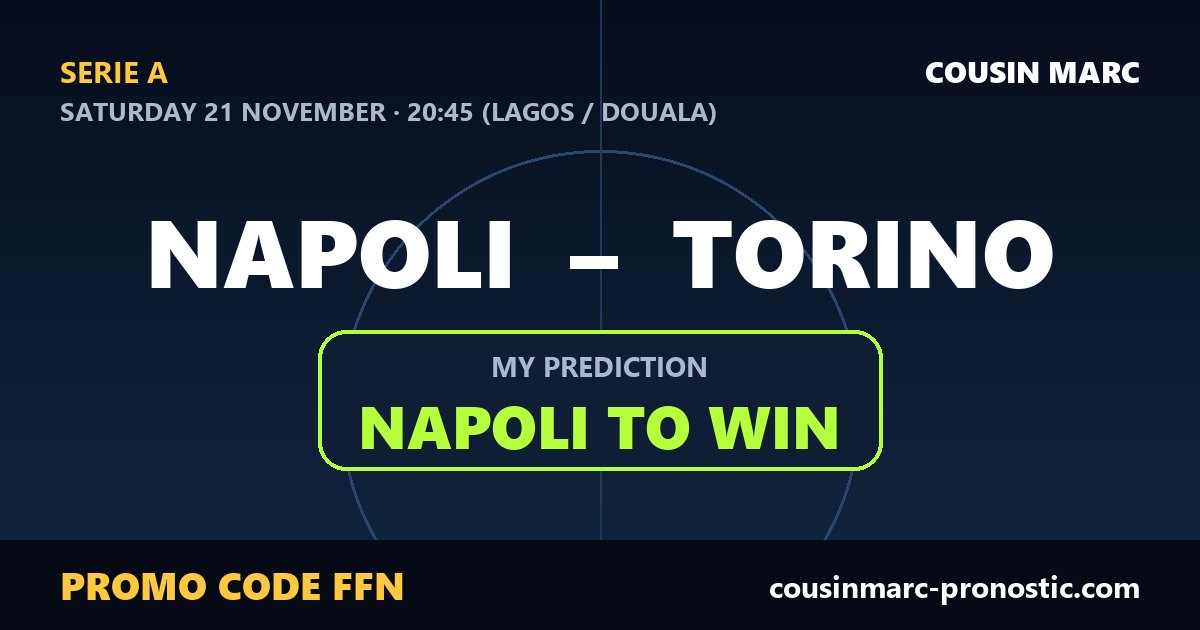 SERIE A
COUSIN MARC
SATURDAY 21 NOVEMBER · 20:45 (LAGOS / DOUALA)
NAPOLI – TORINO
MY PREDICTION
NAPOLI TO WIN
PROMO CODE FFN
cousinmarc-pronostic.com